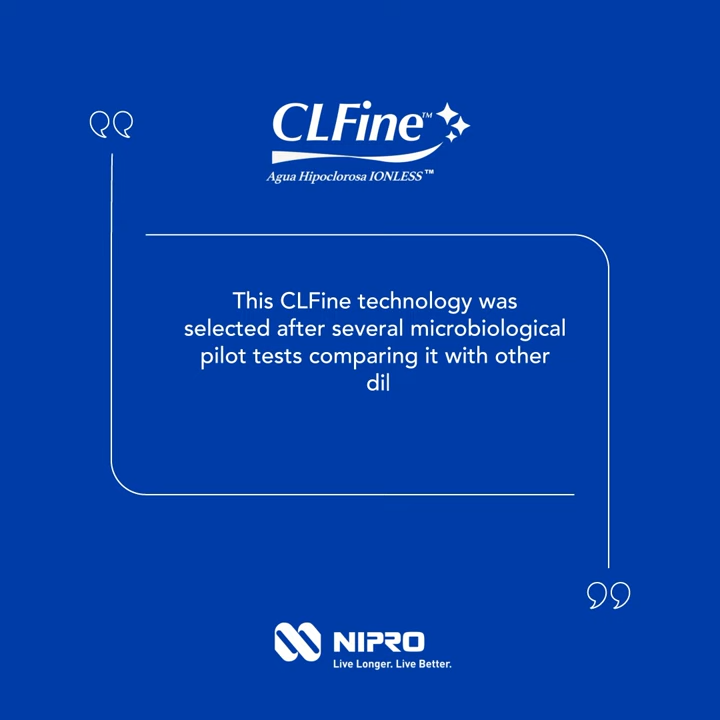 CLFine™
Agua Hipoclorosa IONLESS™
This CLFine technology was
selected after several microbiological
pilot tests comparing it with other
dil
NIPRO
Live Longer. Live Better.